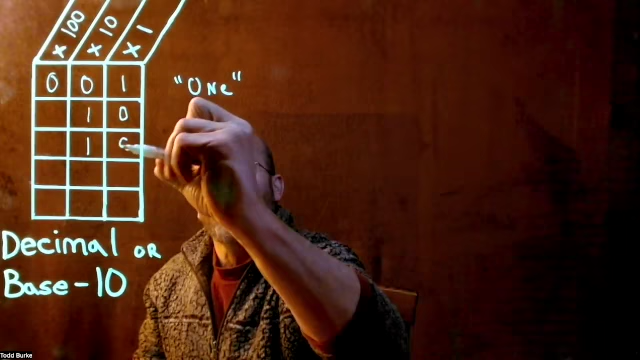 x 100 x 10 x 1
0 0 1 "ONe"
1 0
1
Decimal OR
Base-10
Todd Burke